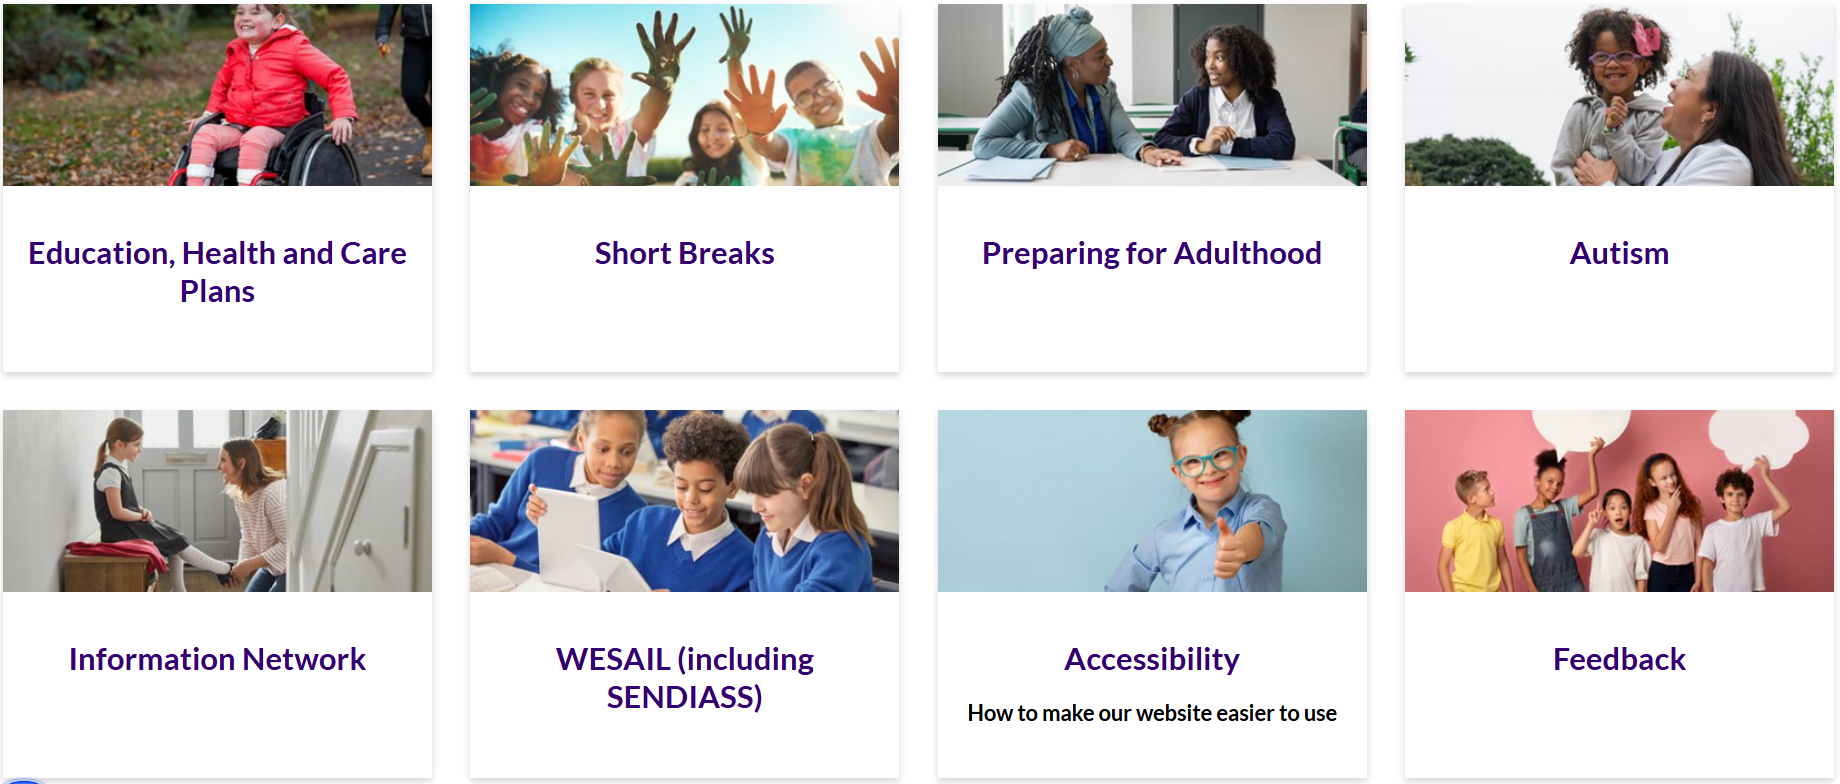 Education, Health and Care
Plans
Short Breaks
Preparing for Adulthood
Autism
Information Network
WESAIL (including
SENDIASS)
Accessibility
How to make our website easier to use
Feedback